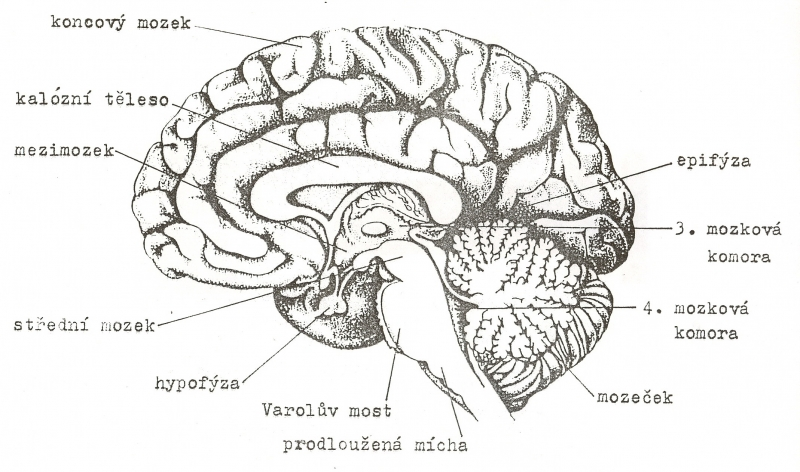 koncový mozek
kalózní těleso
mezimozek
epifýza
3. mozková
komora
střední mozek
4. mozková
komora
hypofýza
mozeček
Varolův most
prodloužená mícha